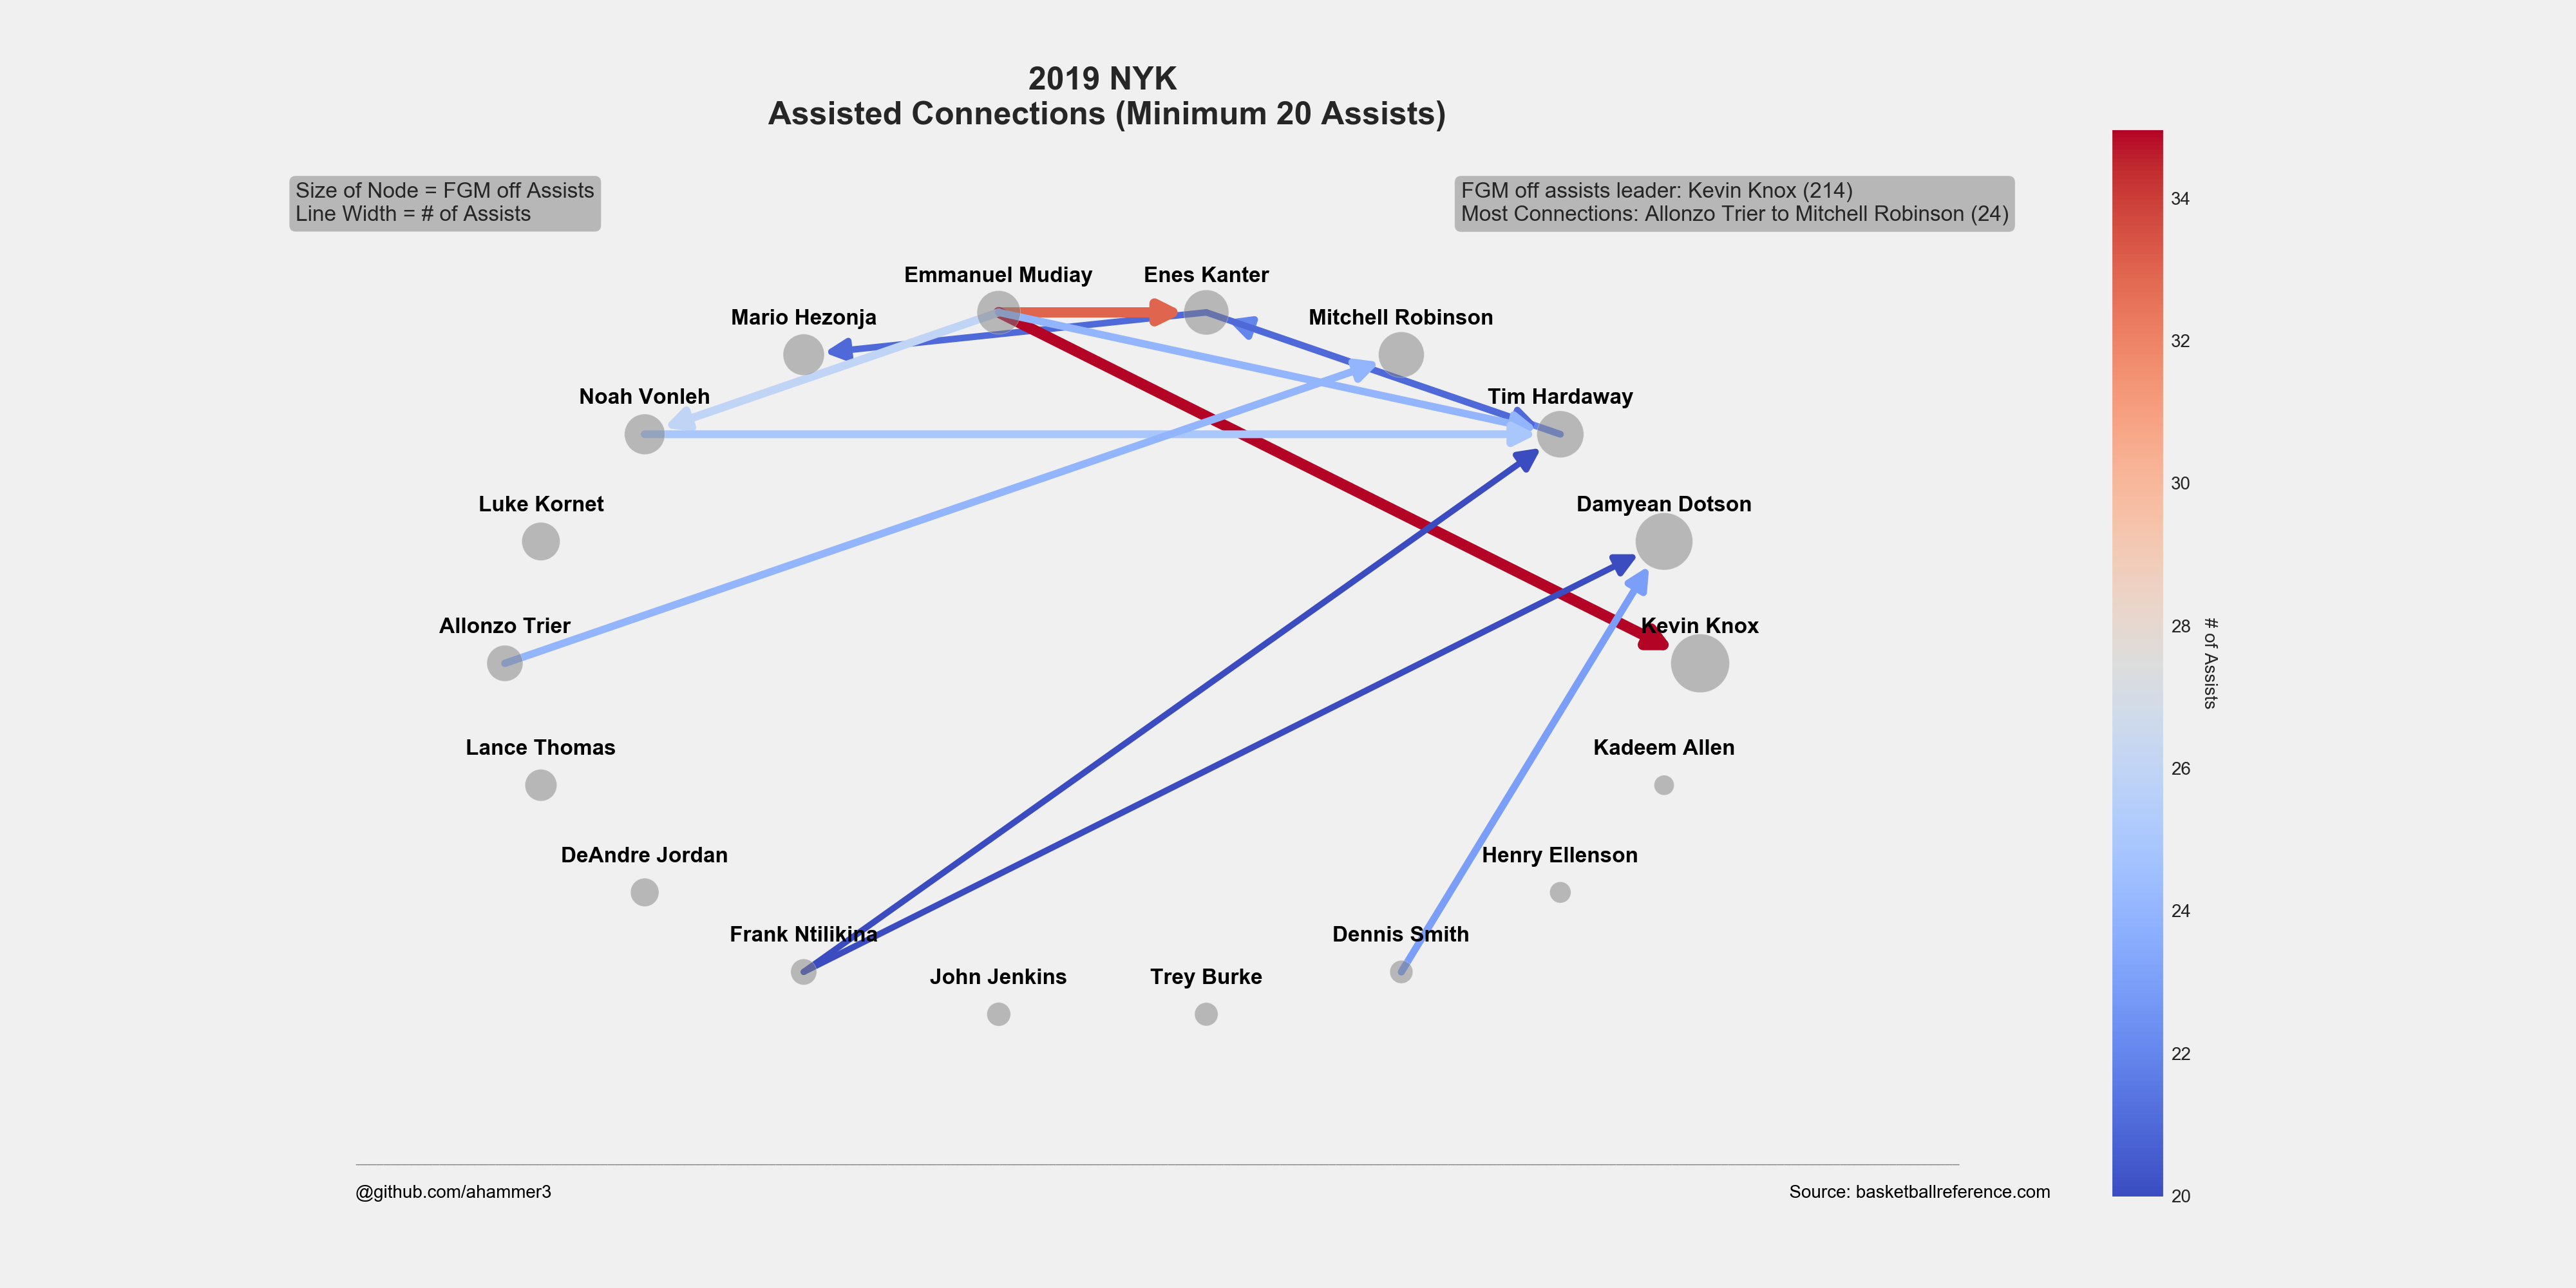 2019 NYK
Assisted Connections (Minimum 20 Assists)
Size of Node = FGM off Assists
Line Width = # of Assists
FGM off assists leader: Kevin Knox (214)
Most Connections: Allonzo Trier to Mitchell Robinson (24)
Emmanuel Mudiay
Enes Kanter
Mario Hezonja
Mitchell Robinson
Noah Vonleh
Tim Hardaway
Luke Kornet
Damyean Dotson
Allonzo Trier
Kevin Knox
Lance Thomas
Kadeem Allen
DeAndre Jordan
Henry Ellenson
Frank Ntilikina
Dennis Smith
John Jenkins
Trey Burke
34
32
30
28
26
24
22
20
# of Assists
@github.com/ahammer3
Source: basketballreference.com